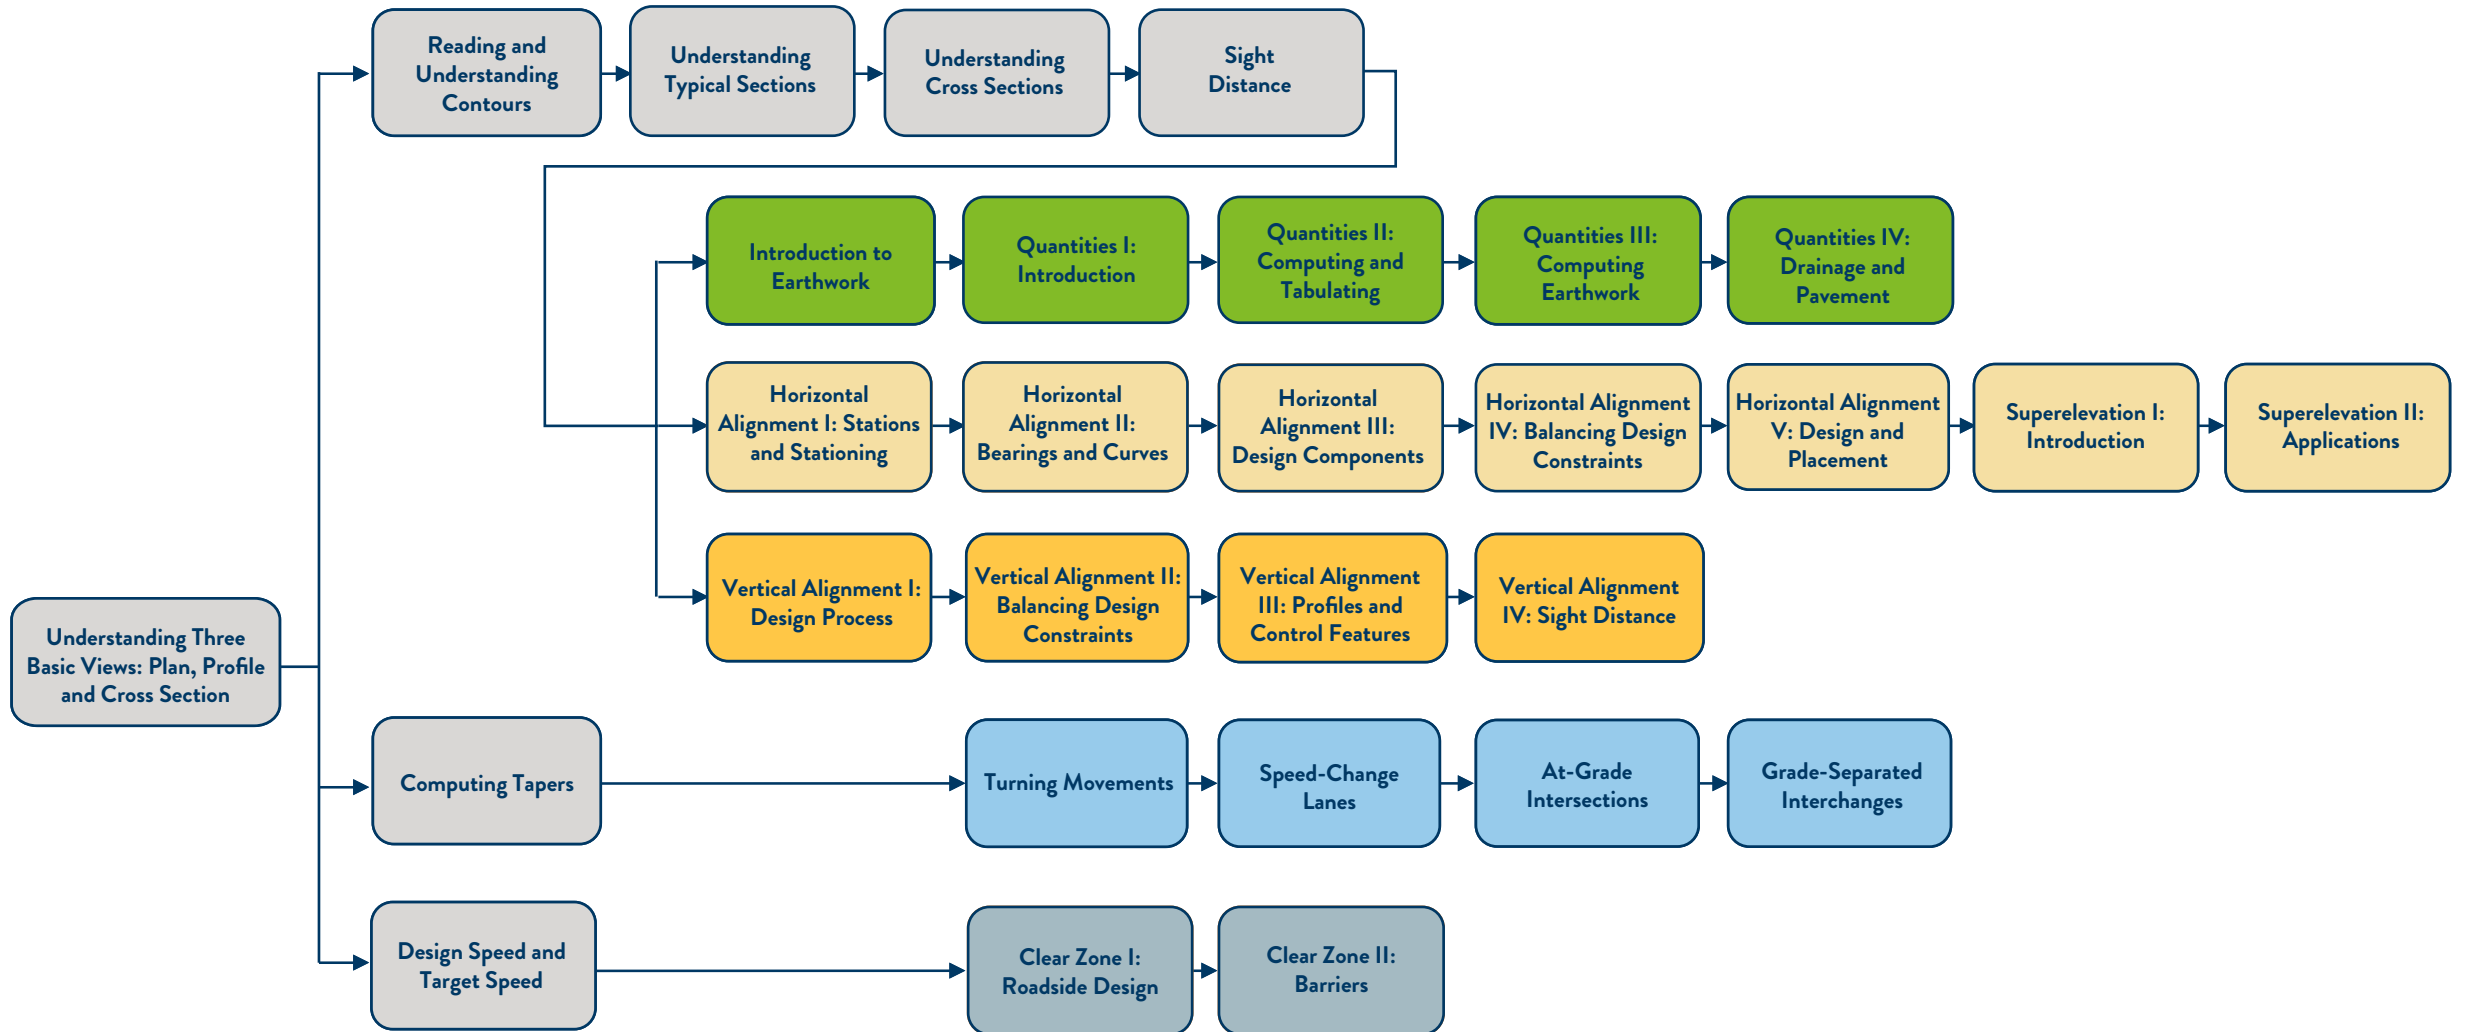 Reading and
Understanding
Contours
Understanding
Typical Sections
Understanding
Cross Sections
Sight
Distance
Introduction to
Earthwork
Quantities I:
Introduction
Quantities II:
Computing and
Tabulating
Quantities III:
Computing
Earthwork
Quantities IV:
Drainage and
Pavement
Horizontal
Alignment I: Stations
and Stationing
Horizontal
Alignment II:
Bearings and Curves
Horizontal
Alignment III:
Design Components
Horizontal Alignment
IV: Balancing Design
Constraints
Horizontal Alignment
V: Design and
Placement
Superelevation I:
Introduction
Superelevation II:
Applications
Vertical Alignment I:
Design Process
Vertical Alignment II:
Balancing Design
Constraints
Vertical Alignment
III: Profiles and
Control Features
Vertical Alignment
IV: Sight Distance
Understanding Three
Basic Views: Plan, Profile
and Cross Section
Computing Tapers
Turning Movements
Speed-Change
Lanes
At-Grade
Intersections
Grade-Separated
Interchanges
Design Speed and
Target Speed
Clear Zone I:
Roadside Design
Clear Zone II:
Barriers